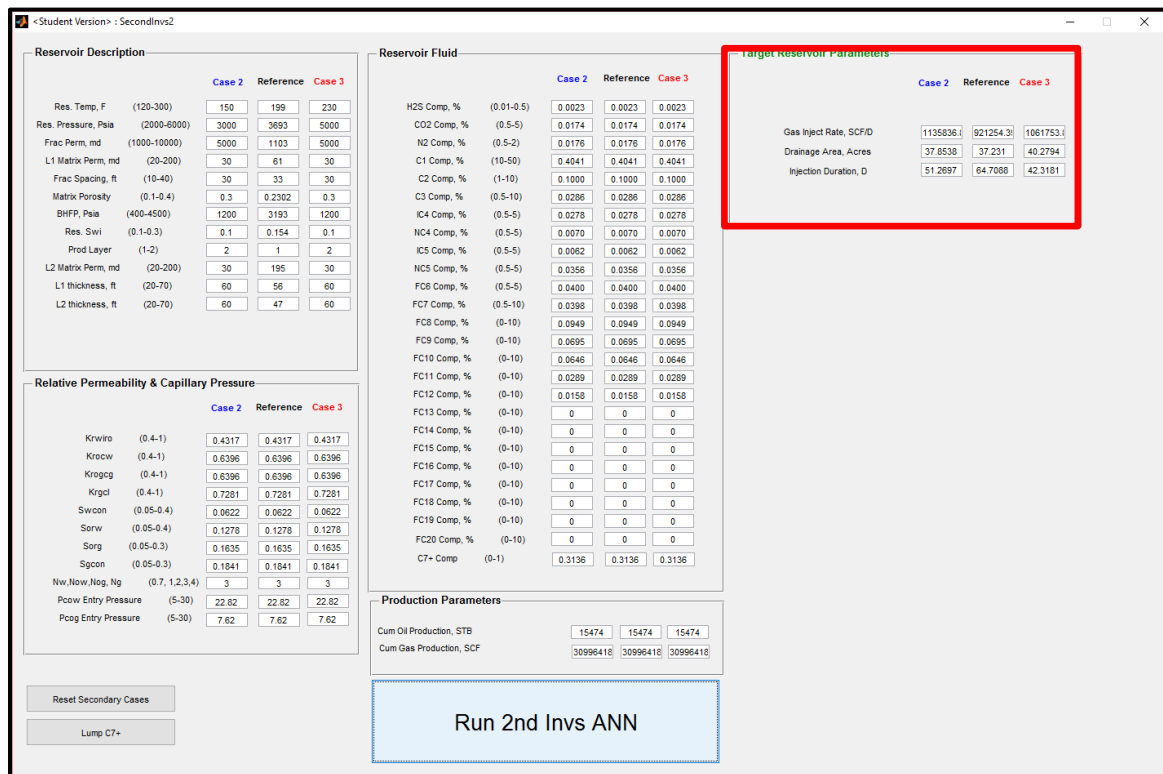 <Student Version> : SecondInvs2
Reservoir Description
Case 2 Reference Case 3
Res. Temp, F (120-300) 150 199 230
Res. Pressure, Psia (2000-6000) 3000 3693 5000
Frac Perm, md (1000-10000) 5000 1103 5000
L1 Matrix Perm, md (20-200) 30 61 30
Frac Spacing, ft (10-40) 30 33 30
Matrix Porosity (0.1-0.4) 0.3 0.2302 0.3
BHFP, Psia (400-4500) 1200 3193 1200
Res. Swi (0.1-0.3) 0.1 0.154 0.1
Prod Layer (1-2) 2 1 2
L2 Matrix Perm, md (20-200) 30 195 30
L1 thickness, ft (20-70) 60 56 60
L2 thickness, ft (20-70) 60 47 60
Relative Permeability & Capillary Pressure
Case 2 Reference Case 3
Krwiro (0.4-1) 0.4317 0.4317 0.4317
Krocw (0.4-1) 0.6396 0.6396 0.6396
Krogcg (0.4-1) 0.6396 0.6396 0.6396
Krgcl (0.4-1) 0.7281 0.7281 0.7281
Swcon (0.05-0.4) 0.0622 0.0622 0.0622
Sorw (0.05-0.4) 0.1278 0.1278 0.1278
Sorg (0.05-0.3) 0.1635 0.1635 0.1635
Sgcon (0.05-0.3) 0.1841 0.1841 0.1841
Nw,Now,Nog, Ng (0.7, 1,2,3,4) 3 3 3
Pcow Entry Pressure (5-30) 22.82 22.82 22.82
Pcog Entry Pressure (5-30) 7.62 7.62 7.62
Reset Secondary Cases
Lump C7+
Reservoir Fluid
Case 2 Reference Case 3
H2S Comp, % (0.01-0.5) 0.0023 0.0023 0.0023
CO2 Comp, % (0.5-5) 0.0174 0.0174 0.0174
N2 Comp, % (0.5-2) 0.0176 0.0176 0.0176
C1 Comp, % (10-50) 0.4041 0.4041 0.4041
C2 Comp, % (1-10) 0.1000 0.1000 0.1000
C3 Comp, % (0.5-10) 0.0286 0.0286 0.0286
IC4 Comp, % (0.5-5) 0.0278 0.0278 0.0278
NC4 Comp, % (0.5-5) 0.0070 0.0070 0.0070
IC5 Comp, % (0.5-5) 0.0062 0.0062 0.0062
NC5 Comp, % (0.5-5) 0.0356 0.0356 0.0356
FC6 Comp, % (0.5-5) 0.0400 0.0400 0.0400
FC7 Comp, % (0.5-10) 0.0398 0.0398 0.0398
FC8 Comp, % (0-10) 0.0949 0.0949 0.0949
FC9 Comp, % (0-10) 0.0695 0.0695 0.0695
FC10 Comp, % (0-10) 0.0646 0.0646 0.0646
FC11 Comp, % (0-10) 0.0289 0.0289 0.0289
FC12 Comp, % (0-10) 0.0158 0.0158 0.0158
FC13 Comp, % (0-10) 0 0 0
FC14 Comp, % (0-10) 0 0 0
FC15 Comp, % (0-10) 0 0 0
FC16 Comp, % (0-10) 0 0 0
FC17 Comp, % (0-10) 0 0 0
FC18 Comp, % (0-10) 0 0 0
FC19 Comp, % (0-10) 0 0 0
FC20 Comp, % (0-10) 0 0 0
C7+ Comp (0-1) 0.3136 0.3136 0.3136
Production Parameters
Cum Oil Production, STB 15474 15474 15474
Cum Gas Production, SCF 30996418 30996418 30996418
Run 2nd Invs ANN
Target Reservoir Parameters
Case 2 Reference Case 3
Gas Inject Rate, SCF/D 1135836. 921254.3 1061753.
Drainage Area, Acres 37.8538 37.231 40.2794
Injection Duration, D 51.2697 64.7088 42.3181